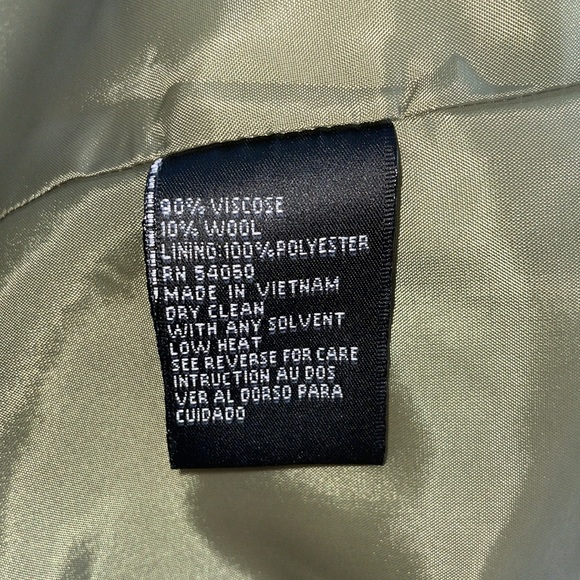 90% VISCOSE
10% WOOL
LINING:100%POLYESTER
RN 54050
MADE IN VIETNAM
DRY CLEAN
WITH ANY SOLVENT
LOW HEAT
SEE REVERSE FOR CARE
INTRUCTION AU DOS
VER AL DORSO PARA
CUIDADO